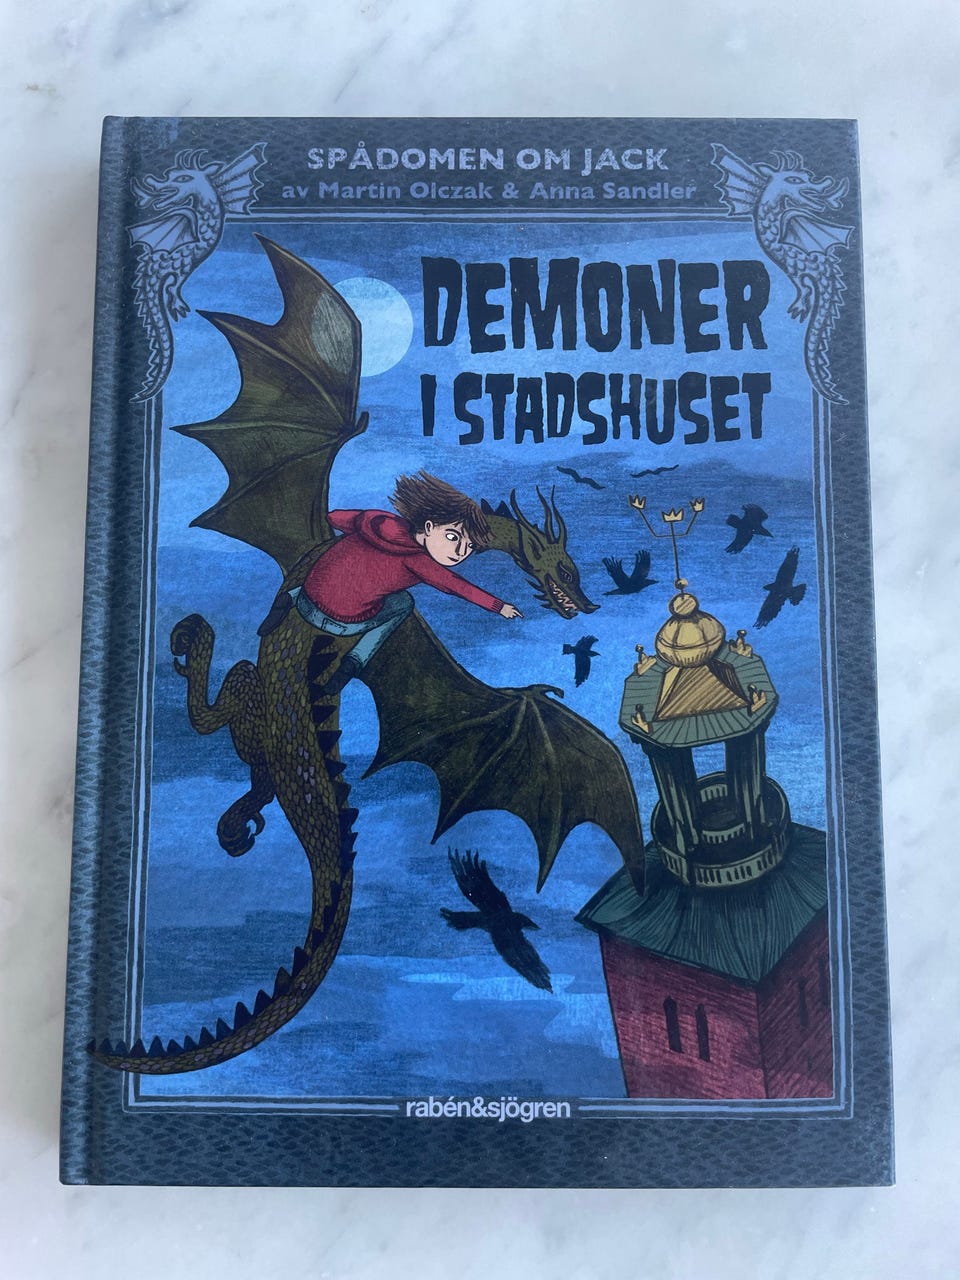 SPÅDOMEN OM JACK
av Martin Olczak & Anna Sandler
DEMONER
I STADSHUSET
rabén&sjögren